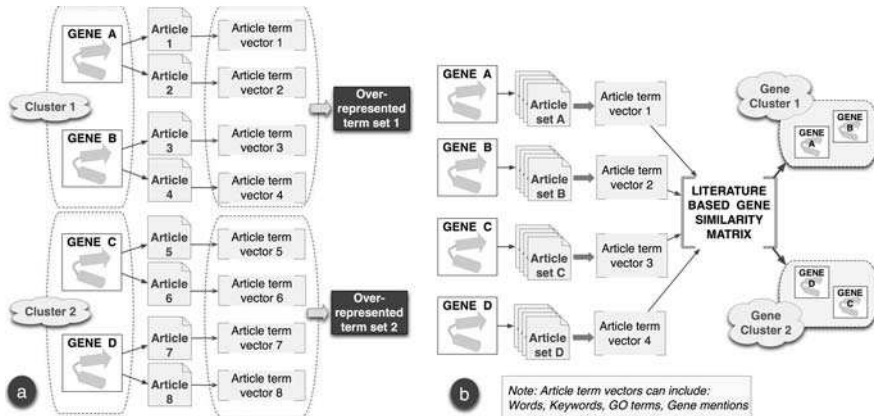 GENE A
Article
1
Article term
vector 1
Article
2
Article term
vector 2
Cluster 1
Over-
represented
term set 1
GENE B
Article
3
Article term
vector 3
Article
4
Article term
vector 4
GENE C
Article
5
Article term
vector 5
Article
6
Article term
vector 6
Cluster 2
Over-
represented
term set 2
GENE D
Article
7
Article term
vector 7
Article
8
Article term
vector 8
a
GENE A
Article
set A
Article term
vector 1
GENE B
Article
set B
Article term
vector 2
GENE C
Article
set C
Article term
vector 3
GENE D
Article
set D
Article term
vector 4
LITERATURE
BASED GENE
SIMILARITY
MATRIX
Gene
Cluster 1
GENE
A
GENE
B
GENE
D
GENE
C
Gene
Cluster 2
b
Note: Article term vectors can include:
Words, Keywords, GO terms, Gene mentions